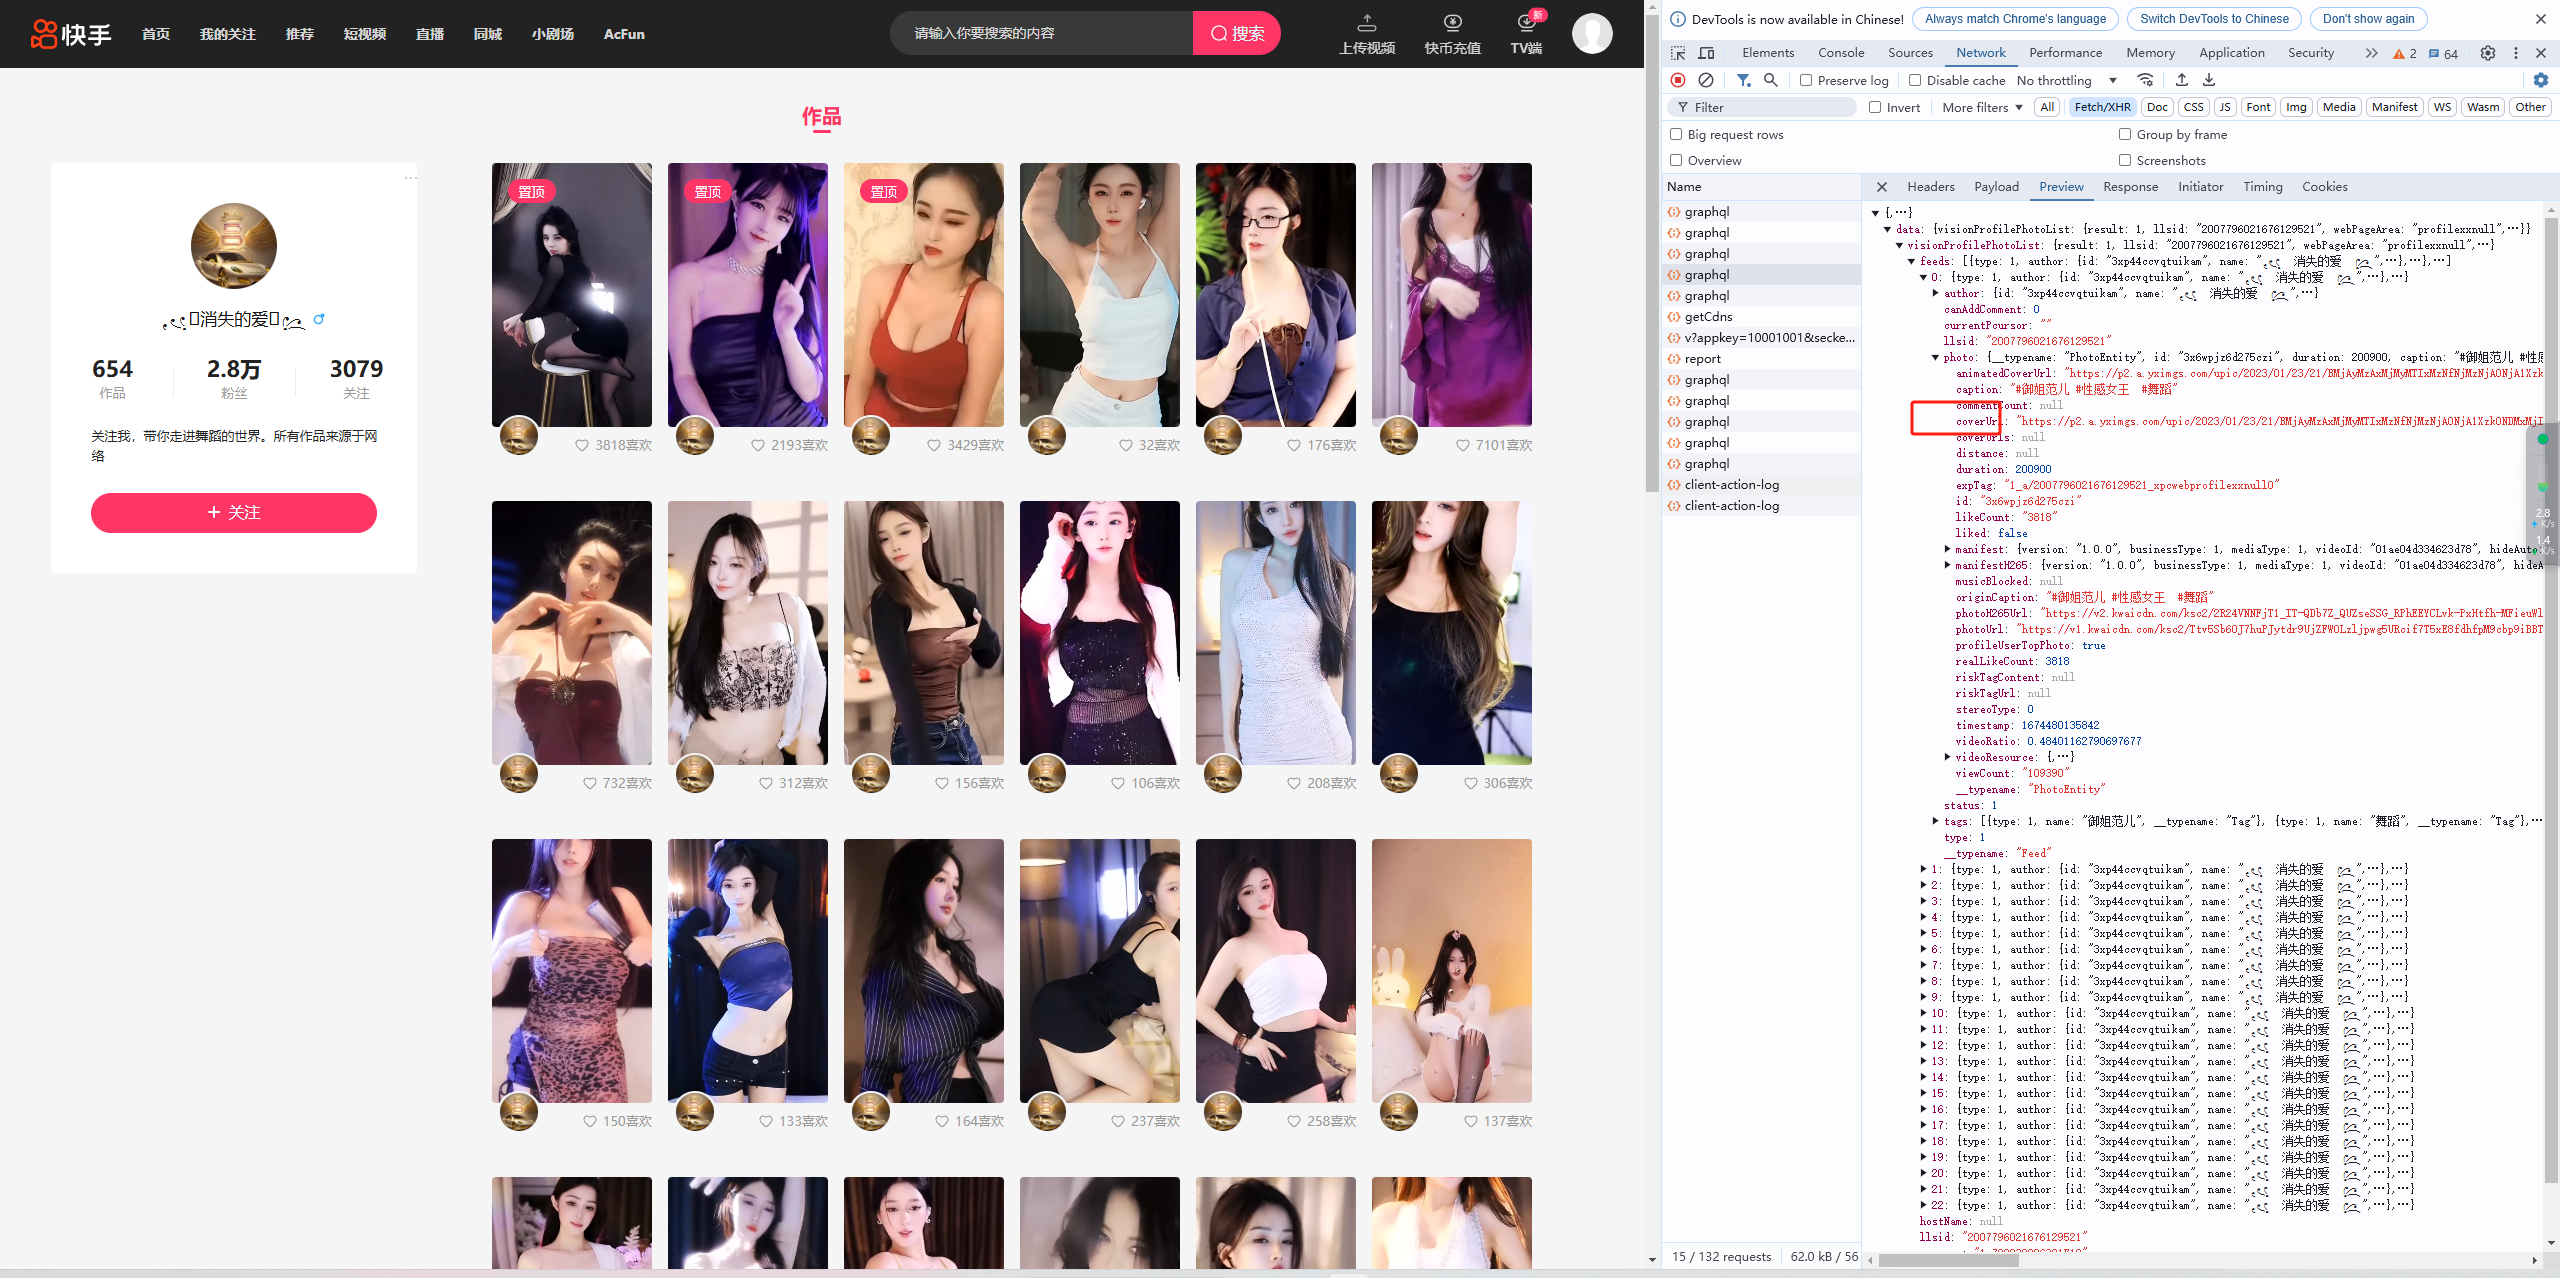 快手
首页 我的关注 推荐 短视频 直播 同城 小剧场 AcFun
请输入你要搜索的内容
搜索
上传视频 快币充值 TV端
新
作品
消失的爱
654 2.8万 3079
作品 粉丝 关注
关注我，带你走进舞蹈的世界。所有作品来源于网
络
+ 关注
置顶 置顶 置顶
3818喜欢 2193喜欢 3429喜欢 32喜欢 176喜欢 7101喜欢
732喜欢 312喜欢 156喜欢 106喜欢 208喜欢 306喜欢
150喜欢 133喜欢 164喜欢 237喜欢 258喜欢 137喜欢
DevTools is now available in Chinese! Always match Chrome's language Switch DevTools to Chinese Don't show again
Elements Console Sources Network Performance Memory Application Security 2 64
Preserve log Disable cache No throttling
Filter Invert More filters All Fetch/XHR Doc CSS JS Font Img Media Manifest WS Wasm Other
Big request rows Group by frame
Overview Screenshots
Name
graphql
graphql
graphql
graphql
graphql
getCdns
v?appkey=10001001&secke...
report
graphql
graphql
graphql
graphql
graphql
client-action-log
client-action-log
15 / 132 requests 62.0 kB / 56
Headers Payload Preview Response Initiator Timing Cookies
{,…}
data: {visionProfilePhotoList: {result: 1, llsid: "2007796021676129521", webPageArea: "profilexxnull",…}}
visionProfilePhotoList: {result: 1, llsid: "2007796021676129521", webPageArea: "profilexxnull",…}
feeds: [{type: 1, author: {id: "3xp44ccvqtuikam", name: "消失的爱",…},…},…]
0: {type: 1, author: {id: "3xp44ccvqtuikam", name: "消失的爱",…},…}
author: {id: "3xp44ccvqtuikam", name: "消失的爱",…}
canAddComment: 0
currentPcursor: ""
llsid: "2007796021676129521"
photo: {__typename: "PhotoEntity", id: "3x6wpjz6d275czi", duration: 200900, caption: "#御姐范儿 #性
animatedCoverUrl: "https://p2.a.yximgs.com/upic/2023/01/23/21/BMjAyMzAxMjMyMTIxMzNfNjMzNjA0NjA1Xzk
caption: "#御姐范儿 #性感女王 #舞蹈"
commentCount: null
coverUrl: "https://p2.a.yximgs.com/upic/2023/01/23/21/BMjAyMzAxMjMyMTIxMzNfNjMzNjA0NjA1XzkONDMxMjI
coverUrls: null
distance: null
duration: 200900
expTag: "1_a/2007796021676129521_xpcwebprofilexxnull0"
id: "3x6wpjz6d275czi"
likeCount: "3818"
liked: false
manifest: {version: "1.0.0", businessType: 1, mediaType: 1, videoId: "01ae04d334623d78", hideAuto
manifestH265: {version: "1.0.0", businessType: 1, mediaType: 1, videoId: "01ae04d334623d78", hideA
musicBlocked: null
originCaption: "#御姐范儿 #性感女王 #舞蹈"
photoH265Url: "https://v2.kwaicdn.com/ksc2/2R24VNNFjT1_IT-QDb7Z_QUZseSSG_RPhEEYCLvk-PxHtfh-MFieuWl
photoUrl: "https://v1.kwaicdn.com/ksc2/Ttv5Sb6OJ7huPJytdr9UjZFWOLzljpwg5URcif7T5xE8fdhfpM9cbp9iBBT
profileUserTopPhoto: true
realLikeCount: 3818
riskTagContent: null
riskTagUrl: null
stereoType: 0
timestamp: 1674480135842
videoRatio: 0.48401162790697677
videoResource: {,…}
viewCount: "109390"
__typename: "PhotoEntity"
status: 1
tags: [{type: 1, name: "御姐范儿", __typename: "Tag"}, {type: 1, name: "舞蹈", __typename: "Tag"},…
type: 1
__typename: "Feed"
1: {type: 1, author: {id: "3xp44ccvqtuikam", name: "消失的爱",…},…}
2: {type: 1, author: {id: "3xp44ccvqtuikam", name: "消失的爱",…},…}
3: {type: 1, author: {id: "3xp44ccvqtuikam", name: "消失的爱",…},…}
4: {type: 1, author: {id: "3xp44ccvqtuikam", name: "消失的爱",…},…}
5: {type: 1, author: {id: "3xp44ccvqtuikam", name: "消失的爱",…},…}
6: {type: 1, author: {id: "3xp44ccvqtuikam", name: "消失的爱",…},…}
7: {type: 1, author: {id: "3xp44ccvqtuikam", name: "消失的爱",…},…}
8: {type: 1, author: {id: "3xp44ccvqtuikam", name: "消失的爱",…},…}
9: {type: 1, author: {id: "3xp44ccvqtuikam", name: "消失的爱",…},…}
10: {type: 1, author: {id: "3xp44ccvqtuikam", name: "消失的爱",…},…}
11: {type: 1, author: {id: "3xp44ccvqtuikam", name: "消失的爱",…},…}
12: {type: 1, author: {id: "3xp44ccvqtuikam", name: "消失的爱",…},…}
13: {type: 1, author: {id: "3xp44ccvqtuikam", name: "消失的爱",…},…}
14: {type: 1, author: {id: "3xp44ccvqtuikam", name: "消失的爱",…},…}
15: {type: 1, author: {id: "3xp44ccvqtuikam", name: "消失的爱",…},…}
16: {type: 1, author: {id: "3xp44ccvqtuikam", name: "消失的爱",…},…}
17: {type: 1, author: {id: "3xp44ccvqtuikam", name: "消失的爱",…},…}
18: {type: 1, author: {id: "3xp44ccvqtuikam", name: "消失的爱",…},…}
19: {type: 1, author: {id: "3xp44ccvqtuikam", name: "消失的爱",…},…}
20: {type: 1, author: {id: "3xp44ccvqtuikam", name: "消失的爱",…},…}
21: {type: 1, author: {id: "3xp44ccvqtuikam", name: "消失的爱",…},…}
22: {type: 1, author: {id: "3xp44ccvqtuikam", name: "消失的爱",…},…}
hostName: null
llsid: "2007796021676129521"
2.8
K/s
1.4
K/s